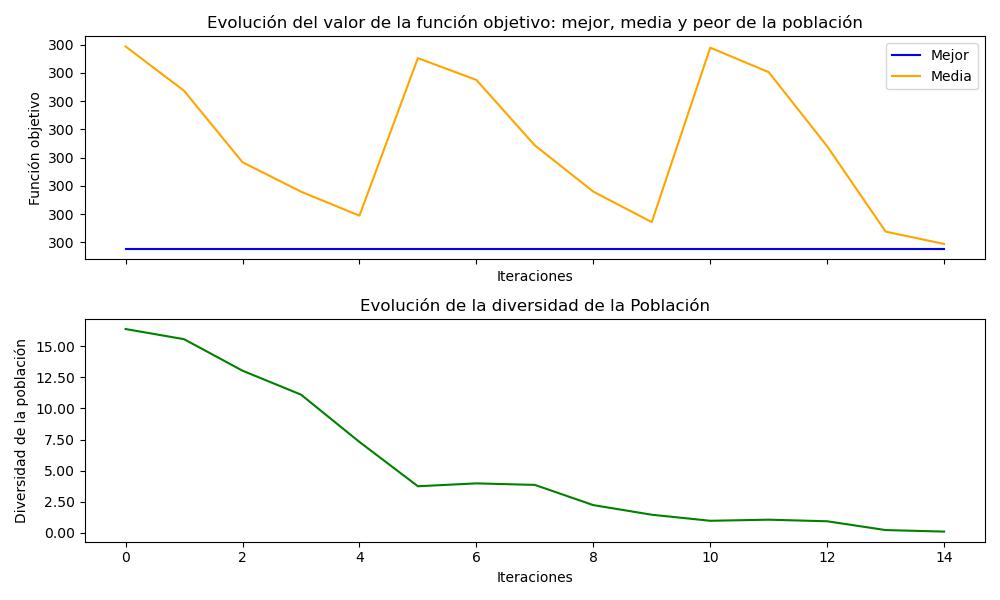 Evolución del valor de la función objetivo: mejor, media y peor de la población
Función objetivo
300
300
300
300
300
300
300
300
Mejor
Media
Iteraciones
Evolución de la diversidad de la Población
Diversidad de la población
15.00
12.50
10.00
7.50
5.00
2.50
0.00
0 2 4 6 8 10 12 14
Iteraciones